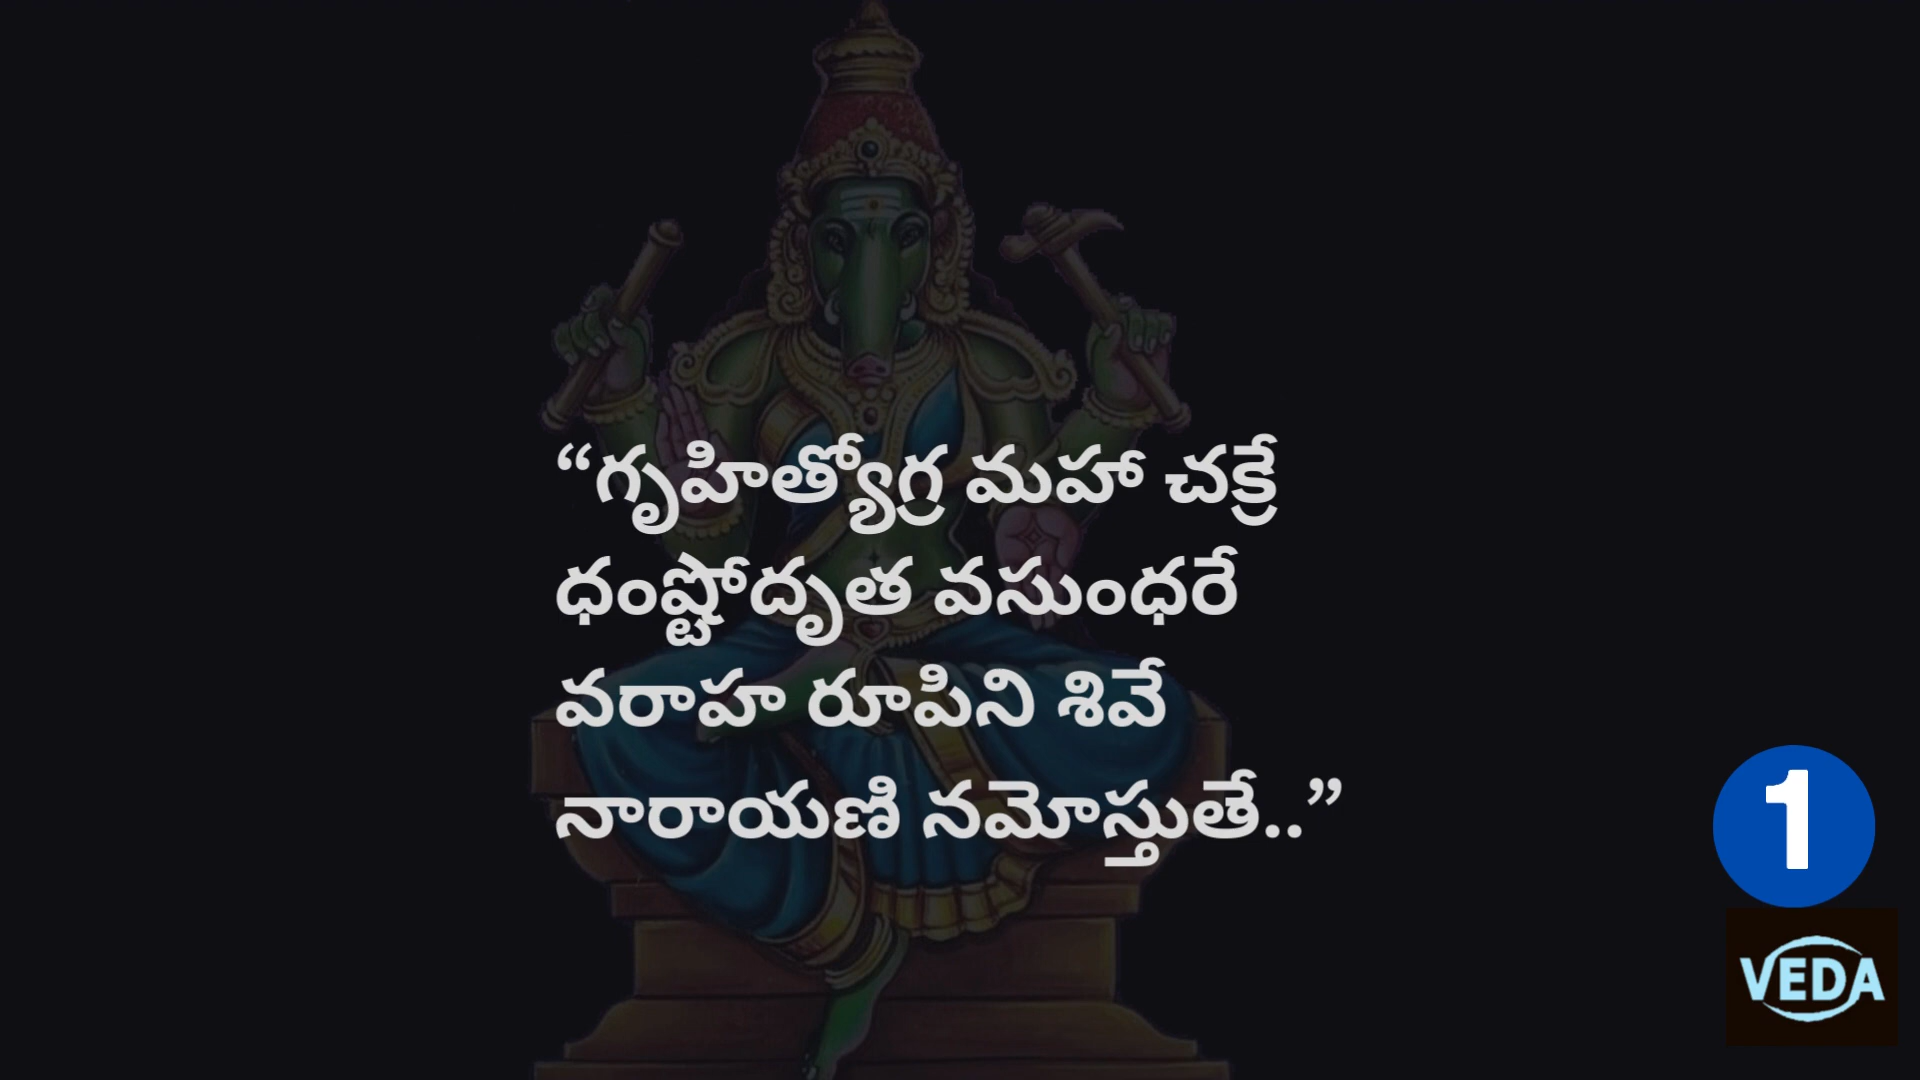 “గృహిత్యోగ్ర మహా చక్రే
ధంష్ట్రోదృత వసుంధరే
వరాహ రూపిని శివే
నారాయణి నమోస్తుతే..”
1
VEDA